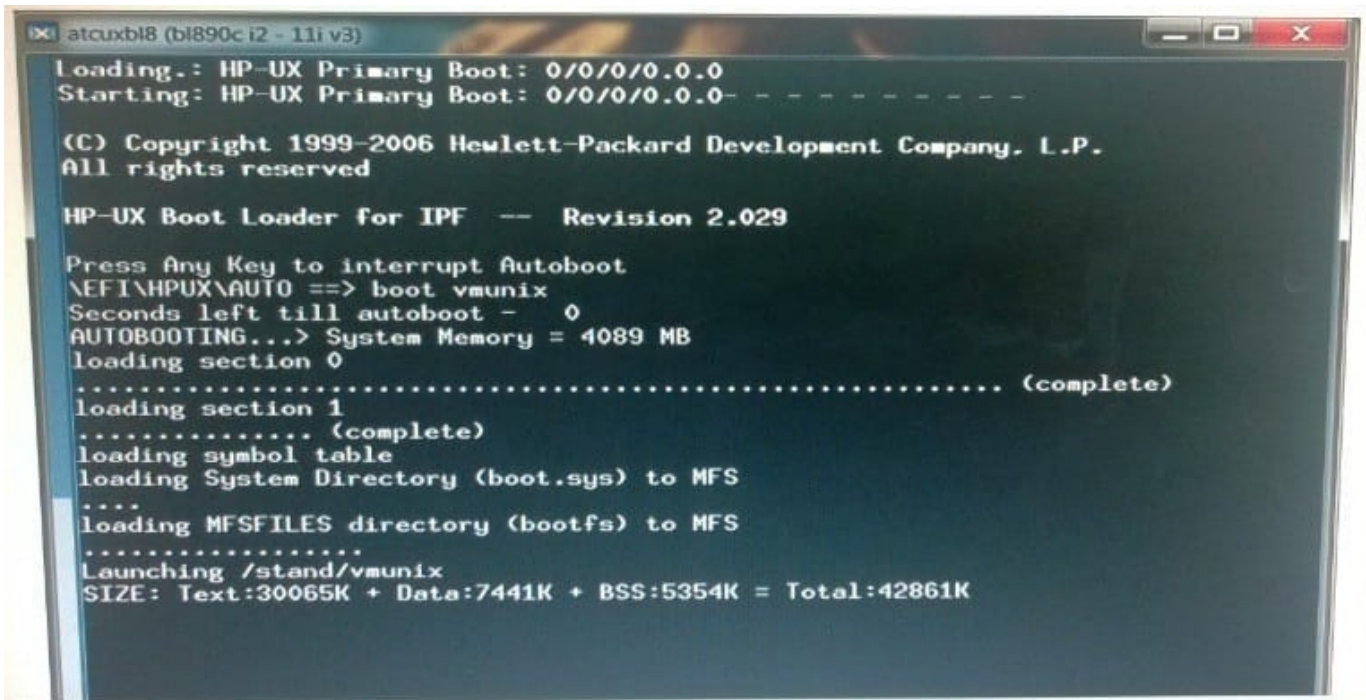 atcuxbl8 (bl890c i2 - 11i v3)
Loading.: HP-UX Primary Boot: 0/0/0/0.0.0
Starting: HP-UX Primary Boot: 0/0/0/0.0.0- - - - - - - - - - -
(C) Copyright 1999-2006 Hewlett-Packard Development Company, L.P.
All rights reserved
HP-UX Boot Loader for IPF -- Revision 2.029
Press Any Key to interrupt Autoboot
\EFI\HPUX\AUTO ==> boot vmunix
Seconds left till autoboot - 0
AUTOBOOTING...> System Memory = 4089 MB
loading section 0
.................................................................. (complete)
loading section 1
............... (complete)
loading symbol table
loading System Directory (boot.sys) to MFS
....
loading MFSFILES directory (bootfs) to MFS
..................
Launching /stand/vmunix
SIZE: Text:30065K + Data:7441K + BSS:5354K = Total:42861K